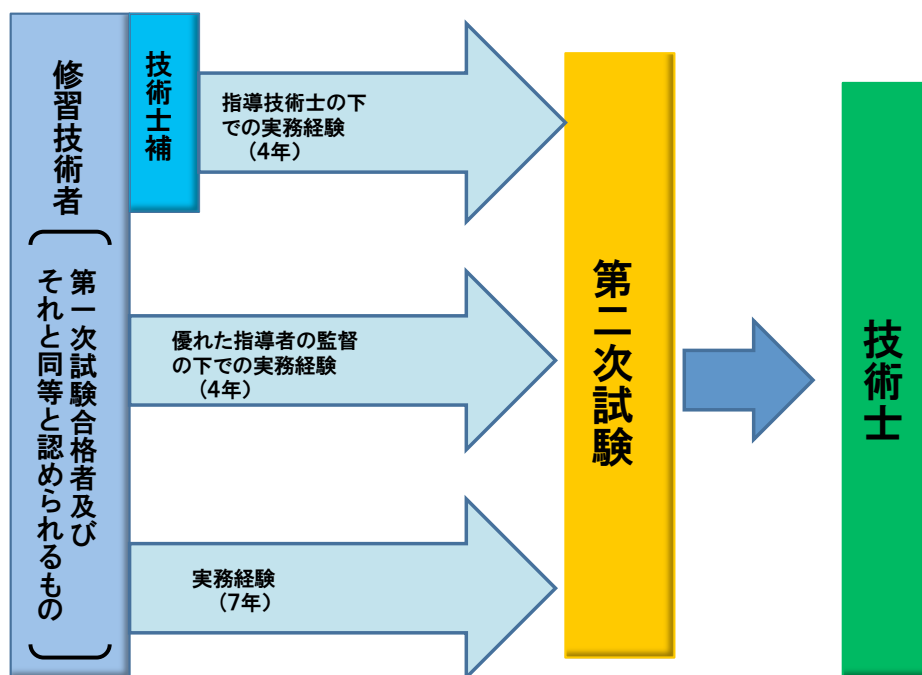 修習技術者
第一次試験合格者及び
それと同等と認められるもの
技術士補
指導技術士の下
での実務経験
(4年)
優れた指導者の監督
の下での実務経験
(4年)
実務経験
(7年)
第二次試験
技術士